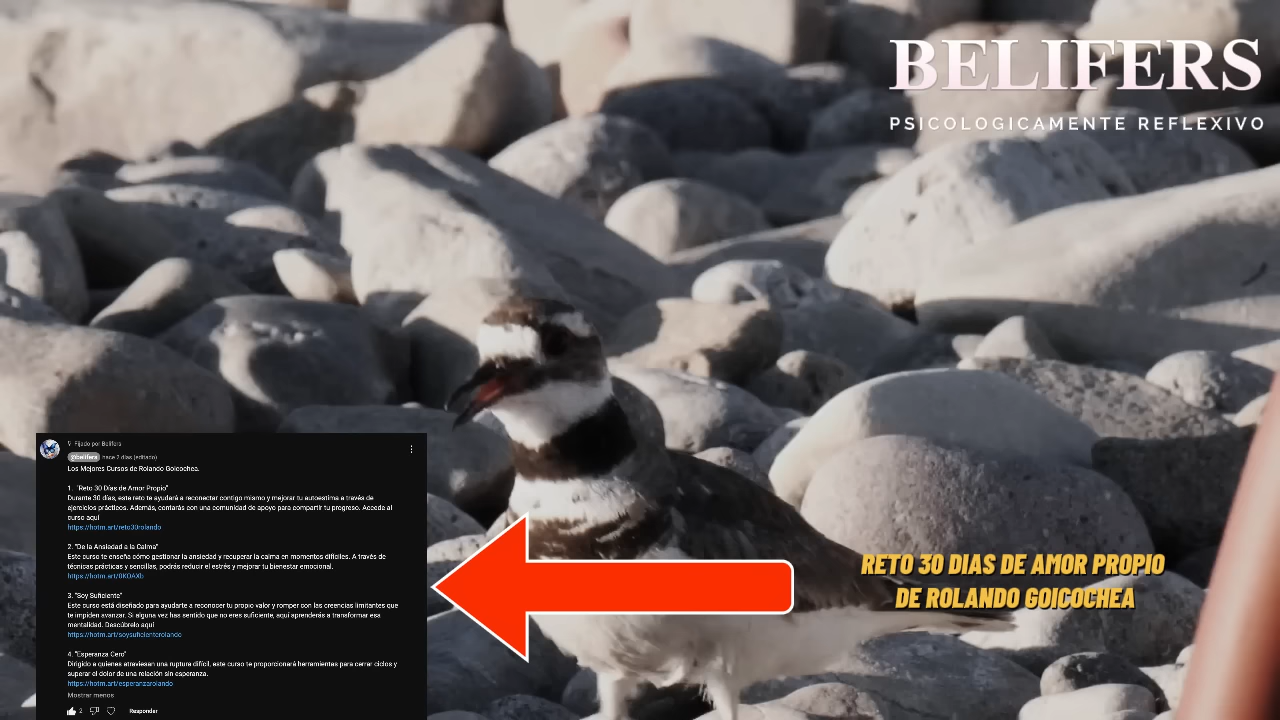 BELIFERS
PSICOLOGICAMENTE REFLEXIVO
Fijado por Belifers
@belifers hace 2 días (editado)
Los Mejores Cursos de Rolando Goicochea.
1. "Reto 30 Días de Amor Propio"
Durante 30 días, este reto te ayudará a reconectar contigo mismo y mejorar tu autoestima a través de
ejercicios prácticos. Además, contarás con una comunidad de apoyo para compartir tu progreso. Accede al
curso aquí
https://hotm.art/reto30rolando
2. "De la Ansiedad a la Calma"
Este curso te enseña cómo gestionar la ansiedad y recuperar la calma en momentos difíciles. A través de
técnicas prácticas y sencillas, podrás reducir el estrés y mejorar tu bienestar emocional.
https://hotm.art/0KOAXb
3. "Soy Suficiente"
Este curso está diseñado para ayudarte a reconocer tu propio valor y romper con las creencias limitantes que
te impiden avanzar. Si alguna vez has sentido que no eres suficiente, aquí aprenderás a transformar esa
mentalidad. Descúbrelo aquí
https://hotm.art/soysuficienterolando
4. "Esperanza Cero"
Dirigido a quienes atraviesan una ruptura difícil, este curso te proporcionará herramientas para cerrar ciclos y
superar el dolor de una relación sin esperanza.
https://hotm.art/esperanzarolando
Mostrar menos
2 Responder
RETO 30 DIAS DE AMOR PROPIO
DE ROLANDO GOICOCHEA